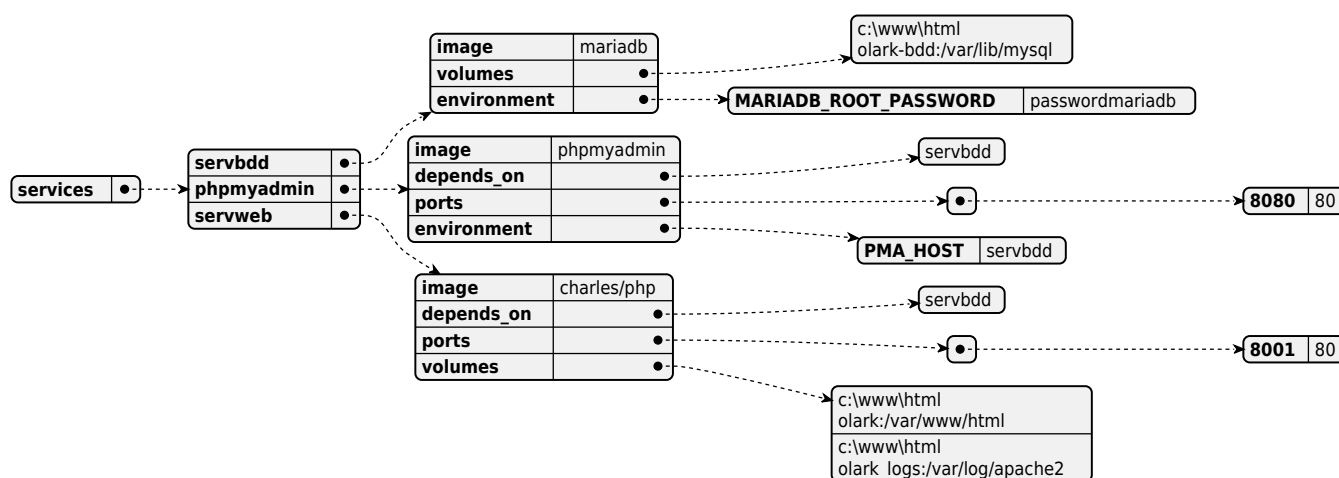 services
servbdd
phpmyadmin
servweb
image mariadb
volumes
environment
c:\www\html
olark-bdd:/var/lib/mysql
MARIADB_ROOT_PASSWORD passwordmariadb
image phpmyadmin
depends_on
ports
environment
servbdd
8080 80
PMA_HOST servbdd
image charles/php
depends_on
ports
volumes
servbdd
8001 80
c:\www\html
olark:/var/www/html
c:\www\html
olark_logs:/var/log/apache2